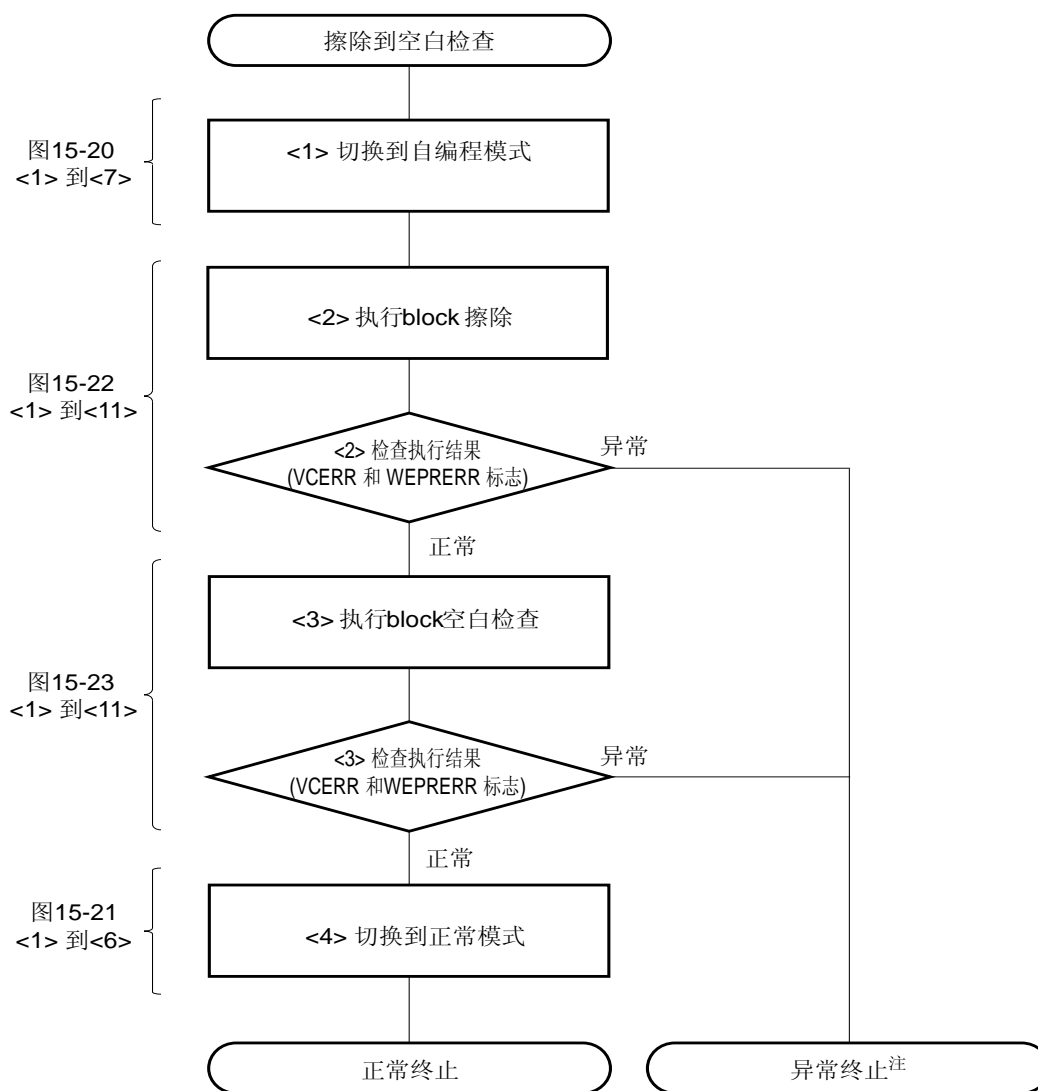 擦除到空白检查
图15-20
<1> 到<7>
<1> 切换到自编程模式
<2> 执行block 擦除
图15-22
<1> 到<11>
<2> 检查执行结果
(VCERR 和 WEPRERR 标志)
异常
正常
<3> 执行block空白检查
图15-23
<1> 到<11>
<3> 检查执行结果
(VCERR 和WEPRERR 标志)
异常
正常
图15-21
<1> 到<6>
<4> 切换到正常模式
正常终止
异常终止注